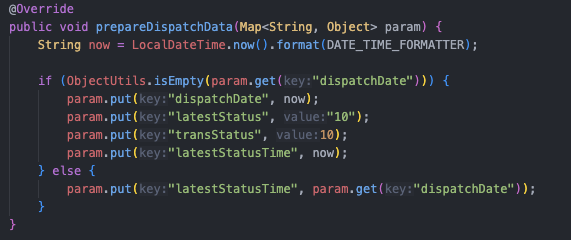 @Override
public void prepareDispatchData(Map<String, Object> param) {
    String now = LocalDateTime.now().format(DATE_TIME_FORMATTER);

    if (ObjectUtils.isEmpty(param.get(key:"dispatchDate"))) {
        param.put(key:"dispatchDate", now);
        param.put(key:"latestStatus", value:"10");
        param.put(key:"transStatus", value:10);
        param.put(key:"latestStatusTime", now);
    } else {
        param.put(key:"latestStatusTime", param.get(key:"dispatchDate"));
    }
}